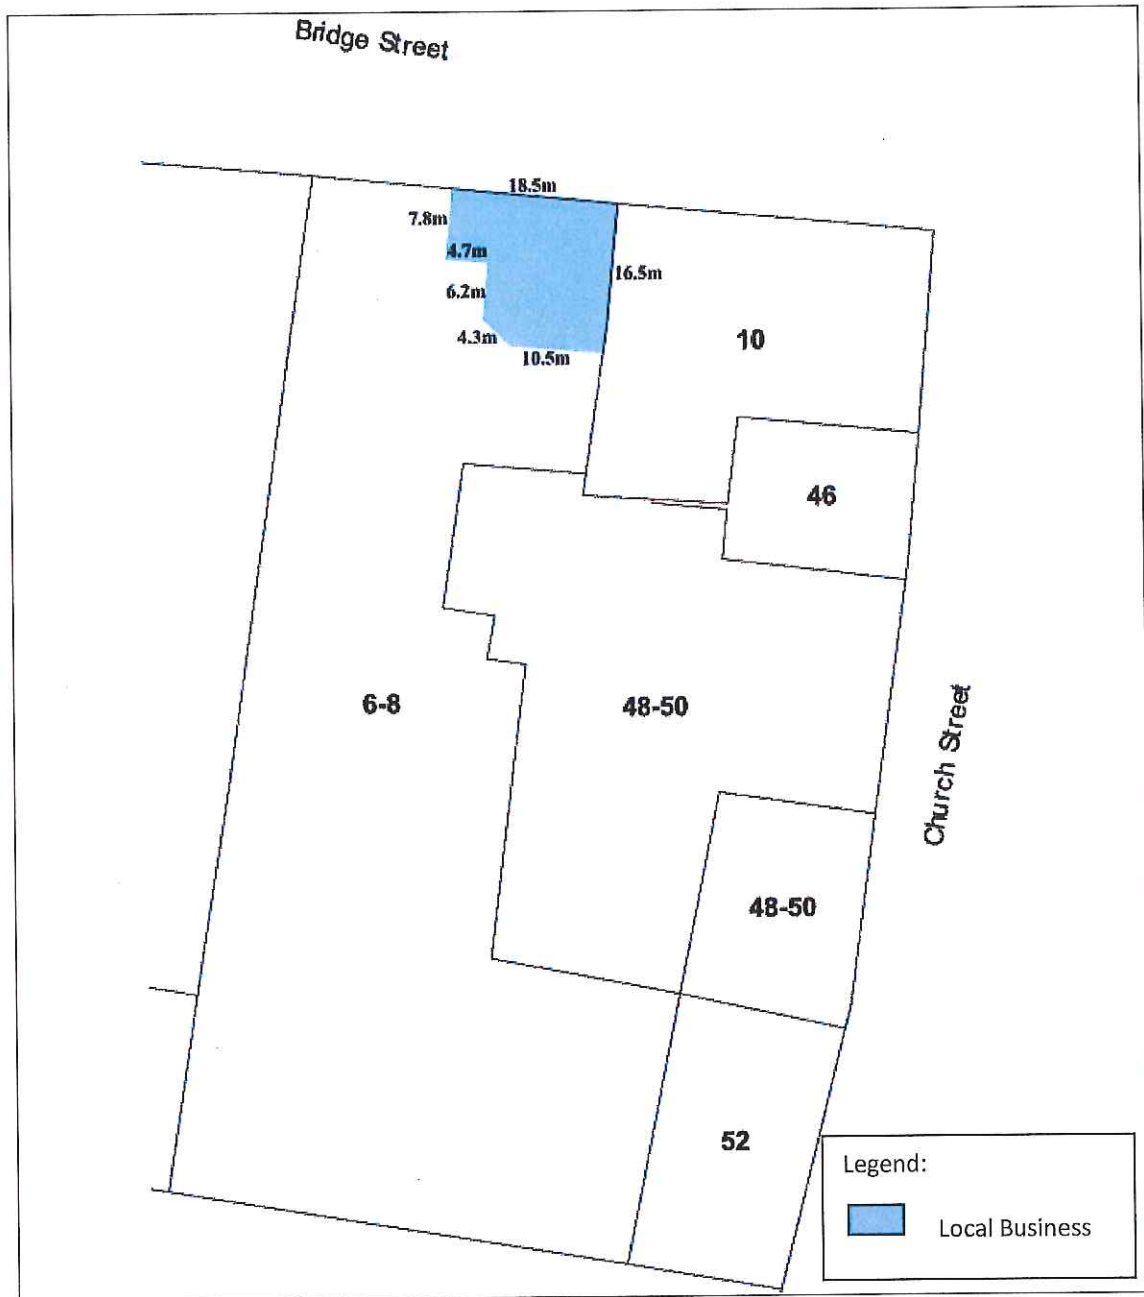 Bridge Street
18.5m
7.8m
4.7m
16.5m
6.2m
4.3m
10.5m
10
46
6-8
48-50
Church Street
48-50
52
Legend:
Local Business